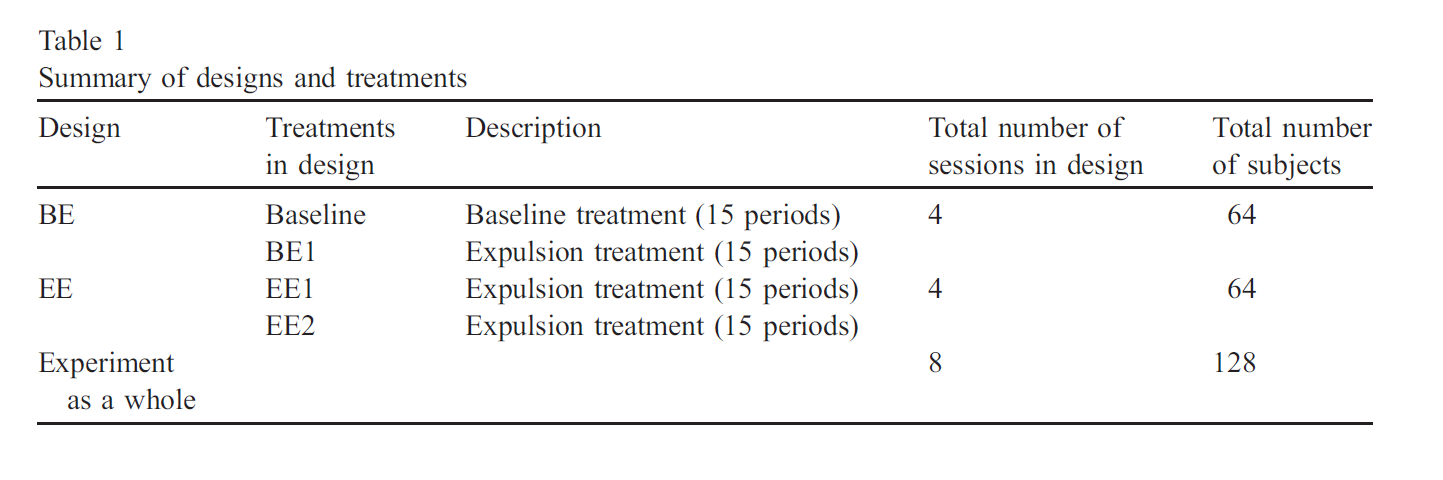 Table 1
Summary of designs and treatments
Design Treatments in design Description Total number of sessions in design Total number of subjects
BE Baseline Baseline treatment (15 periods) 4 64
BE1 Expulsion treatment (15 periods)
EE EE1 Expulsion treatment (15 periods) 4 64
EE2 Expulsion treatment (15 periods)
Experiment as a whole 8 128